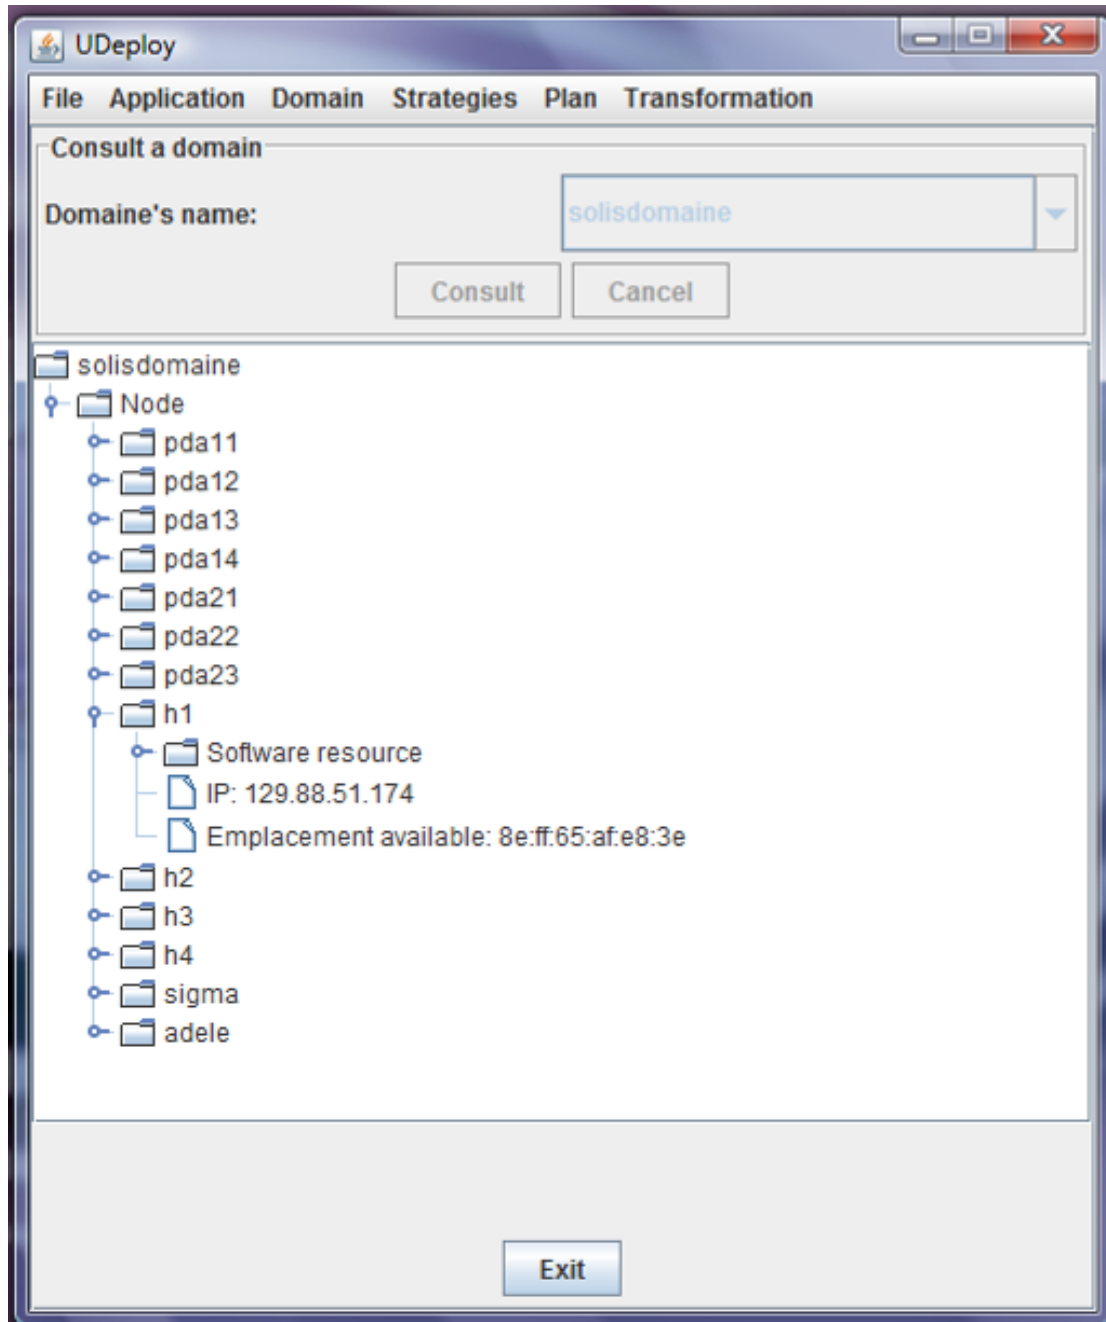 UDeploy
File Application Domain Strategies Plan Transformation
Consult a domain
Domaine's name: solisdomaine
Consult Cancel
solisdomaine
Node
pda11
pda12
pda13
pda14
pda21
pda22
pda23
h1
Software resource
IP: 129.88.51.174
Emplacement available: 8e:ff:65:af:e8:3e
h2
h3
h4
sigma
adele
Exit